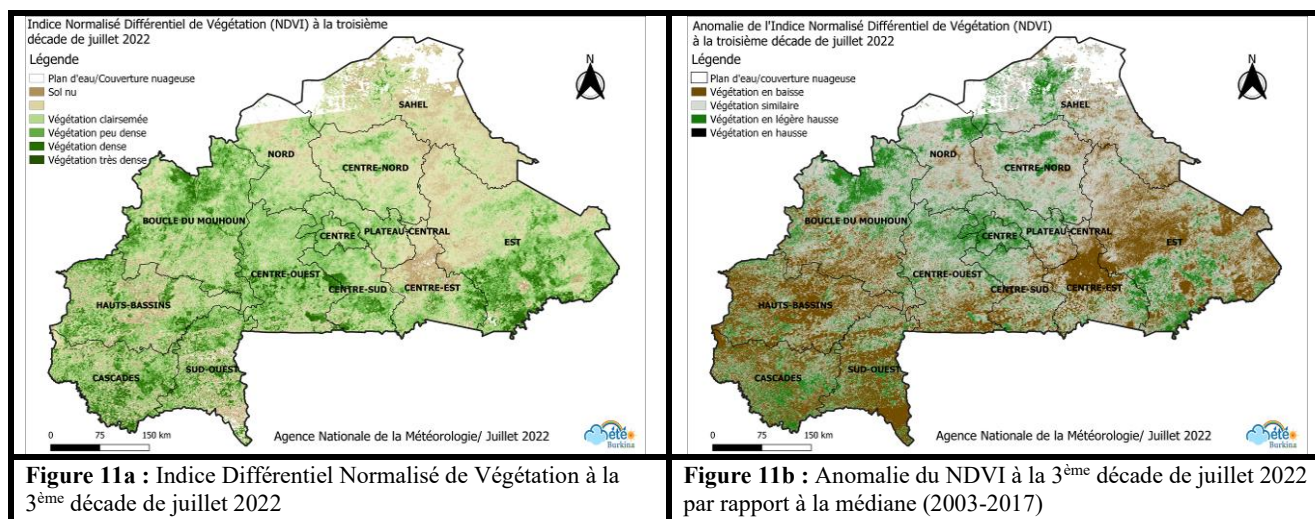 Indice Normalisé Différentiel de Végétation (NDVI) à la troisième
décade de juillet 2022
Légende
Plan d'eau/Couverture nuageuse
Sol nu
Végétation clairsemée
Végétation peu dense
Végétation dense
Végétation très dense
N
SAHEL
NORD
CENTRE-NORD
BOUCLE DU MOUHOUN
CENTRE
PLATEAU-CENTRAL
EST
CENTRE-OUEST
CENTRE-SUD
CENTRE-EST
HAUTS-BASSINS
CASCADES
SUD-OUEST
0 75 150 km
Agence Nationale de la Météorologie/ Juillet 2022
été
Burkina
Anomalie de l'Indice Normalisé Différentiel de Végétation (NDVI)
à la troisième décade de juillet 2022
Légende
Plan d'eau/couverture nuageuse
Végétation en baisse
Végétation similaire
Végétation en légère hausse
Végétation en hausse
N
SAHEL
NORD
CENTRE-NORD
BOUCLE DU MOUHOUN
CENTRE
PLATEAU-CENTRAL
EST
CENTRE-OUEST
CENTRE-SUD
CENTRE-EST
HAUTS-BASSINS
CASCADES
SUD-OUEST
0 75 150 km
Agence Nationale de la Météorologie/ Juillet 2022
été
Burkina
Figure 11a : Indice Différentiel Normalisé de Végétation à la
3ème décade de juillet 2022
Figure 11b : Anomalie du NDVI à la 3ème décade de juillet 2022
par rapport à la médiane (2003-2017)